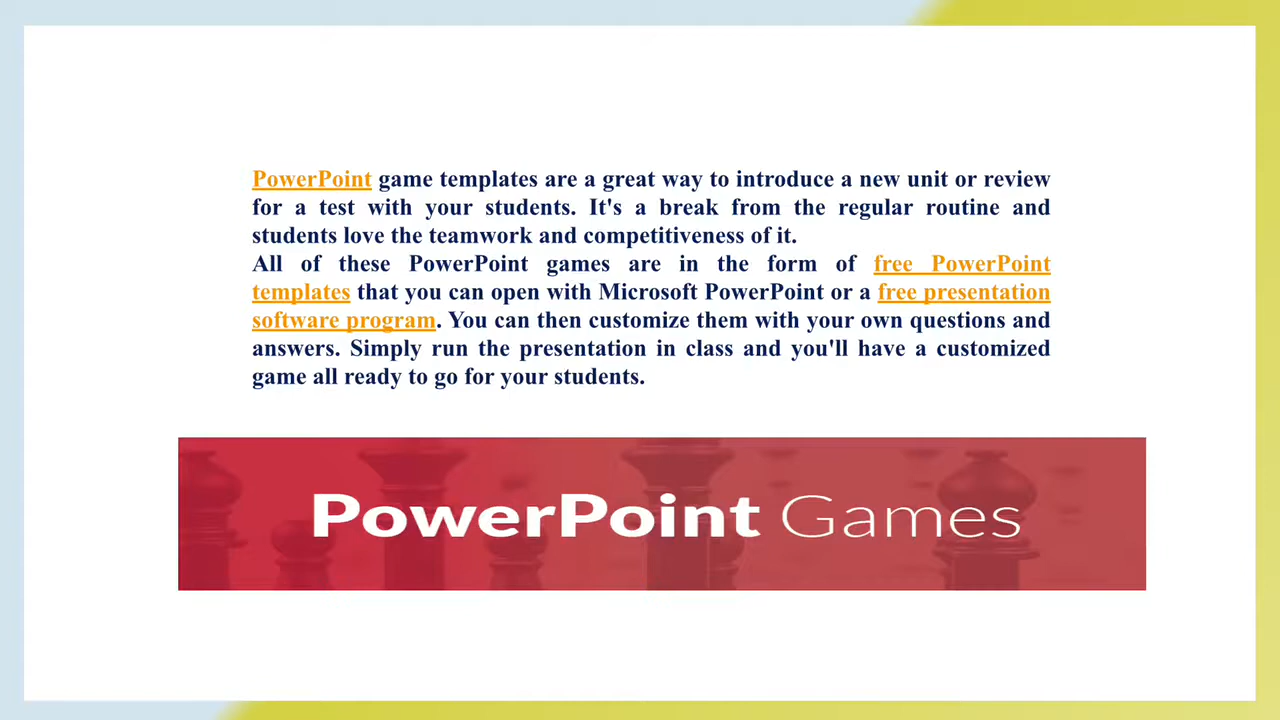 PowerPoint game templates are a great way to introduce a new unit or review
for a test with your students. It's a break from the regular routine and
students love the teamwork and competitiveness of it.
All of these PowerPoint games are in the form of free PowerPoint
templates that you can open with Microsoft PowerPoint or a free presentation
software program. You can then customize them with your own questions and
answers. Simply run the presentation in class and you'll have a customized
game all ready to go for your students.
PowerPoint Games